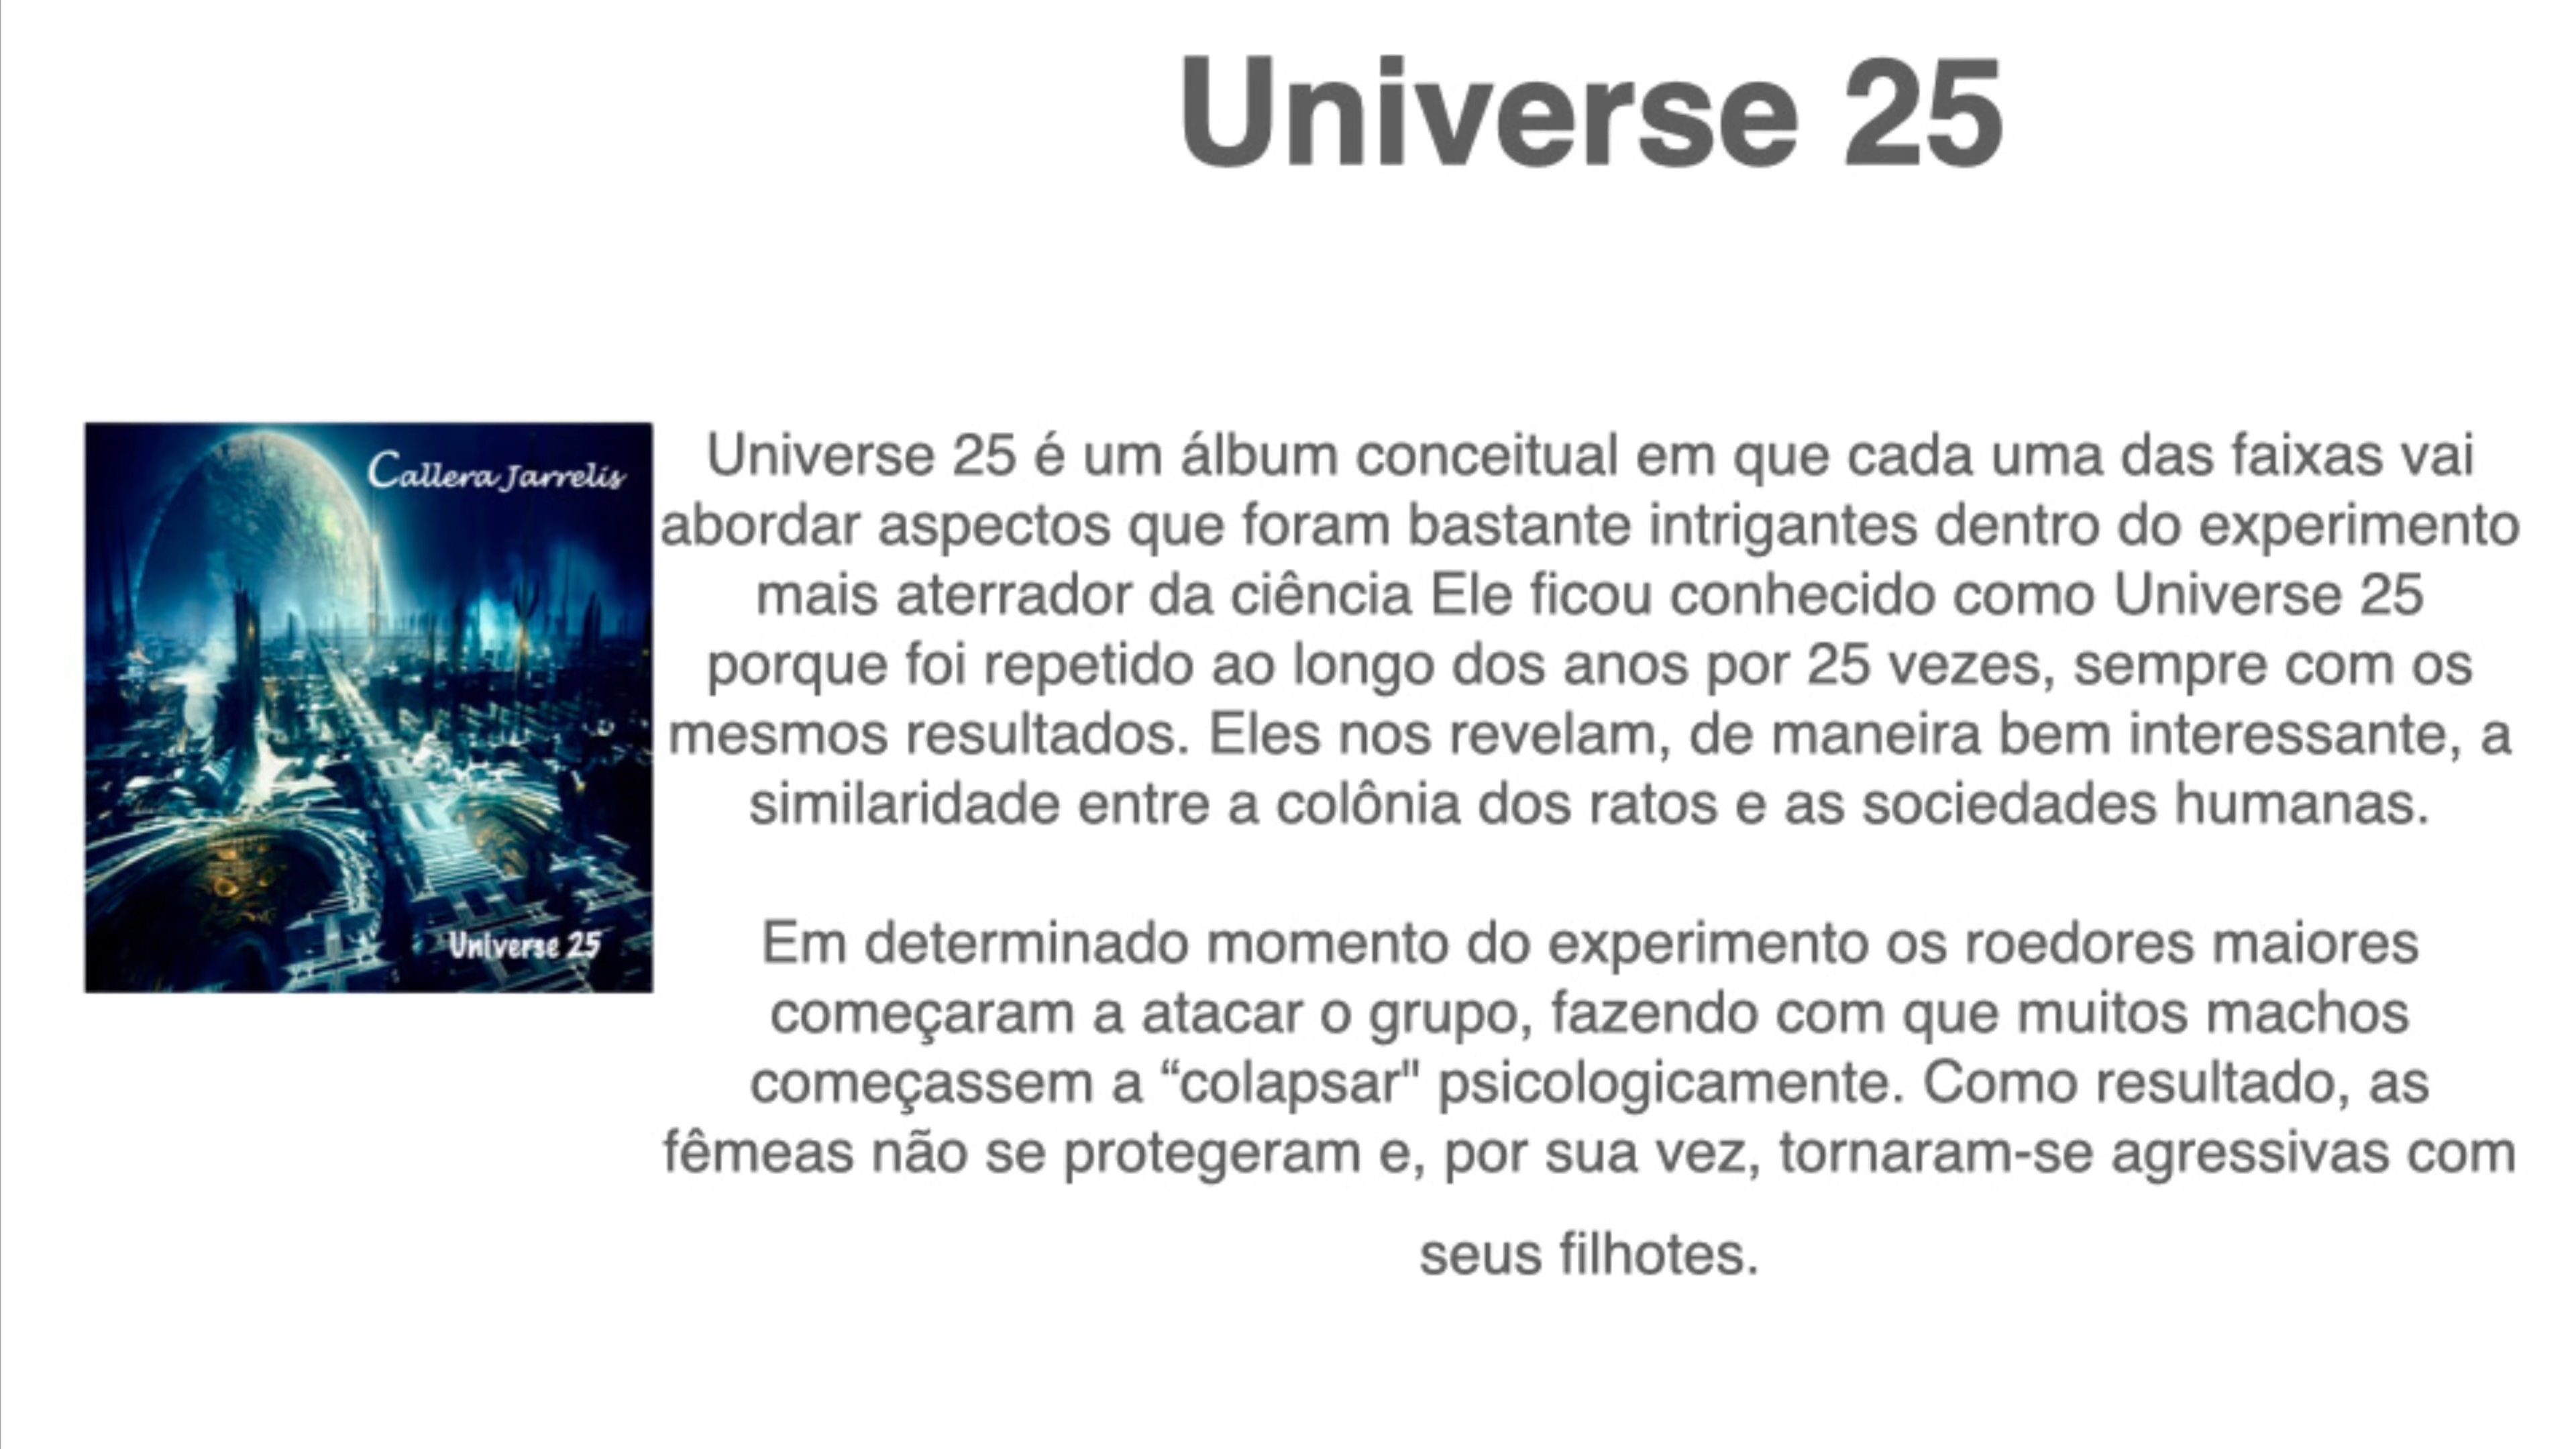 Universe 25
Callera Jarrelis
Universe 25
Universe 25 é um álbum conceitual em que cada uma das faixas vai
abordar aspectos que foram bastante intrigantes dentro do experimento
mais aterrador da ciência Ele ficou conhecido como Universe 25
porque foi repetido ao longo dos anos por 25 vezes, sempre com os
mesmos resultados. Eles nos revelam, de maneira bem interessante, a
similaridade entre a colônia dos ratos e as sociedades humanas.
Em determinado momento do experimento os roedores maiores
começaram a atacar o grupo, fazendo com que muitos machos
começassem a “colapsar" psicologicamente. Como resultado, as
fêmeas não se protegeram e, por sua vez, tornaram-se agressivas com
seus filhotes.